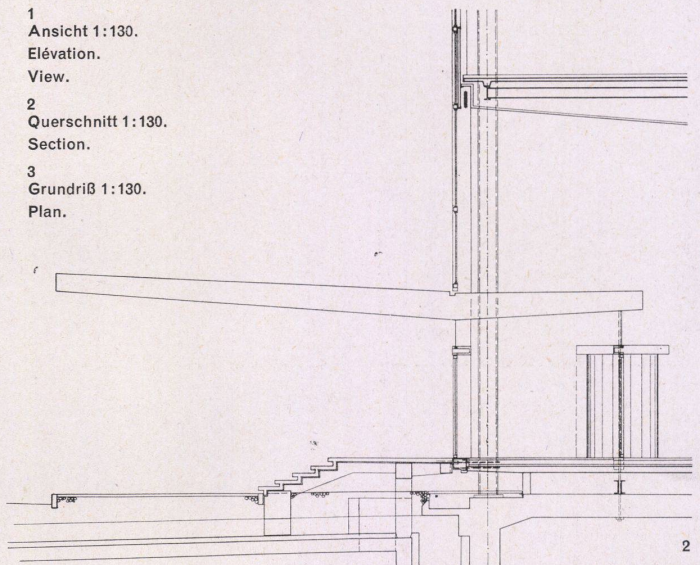 1
Ansicht 1:130.
Elévation.
View.
2
Querschnitt 1:130.
Section.
3
Grundriß 1:130.
Plan.
2